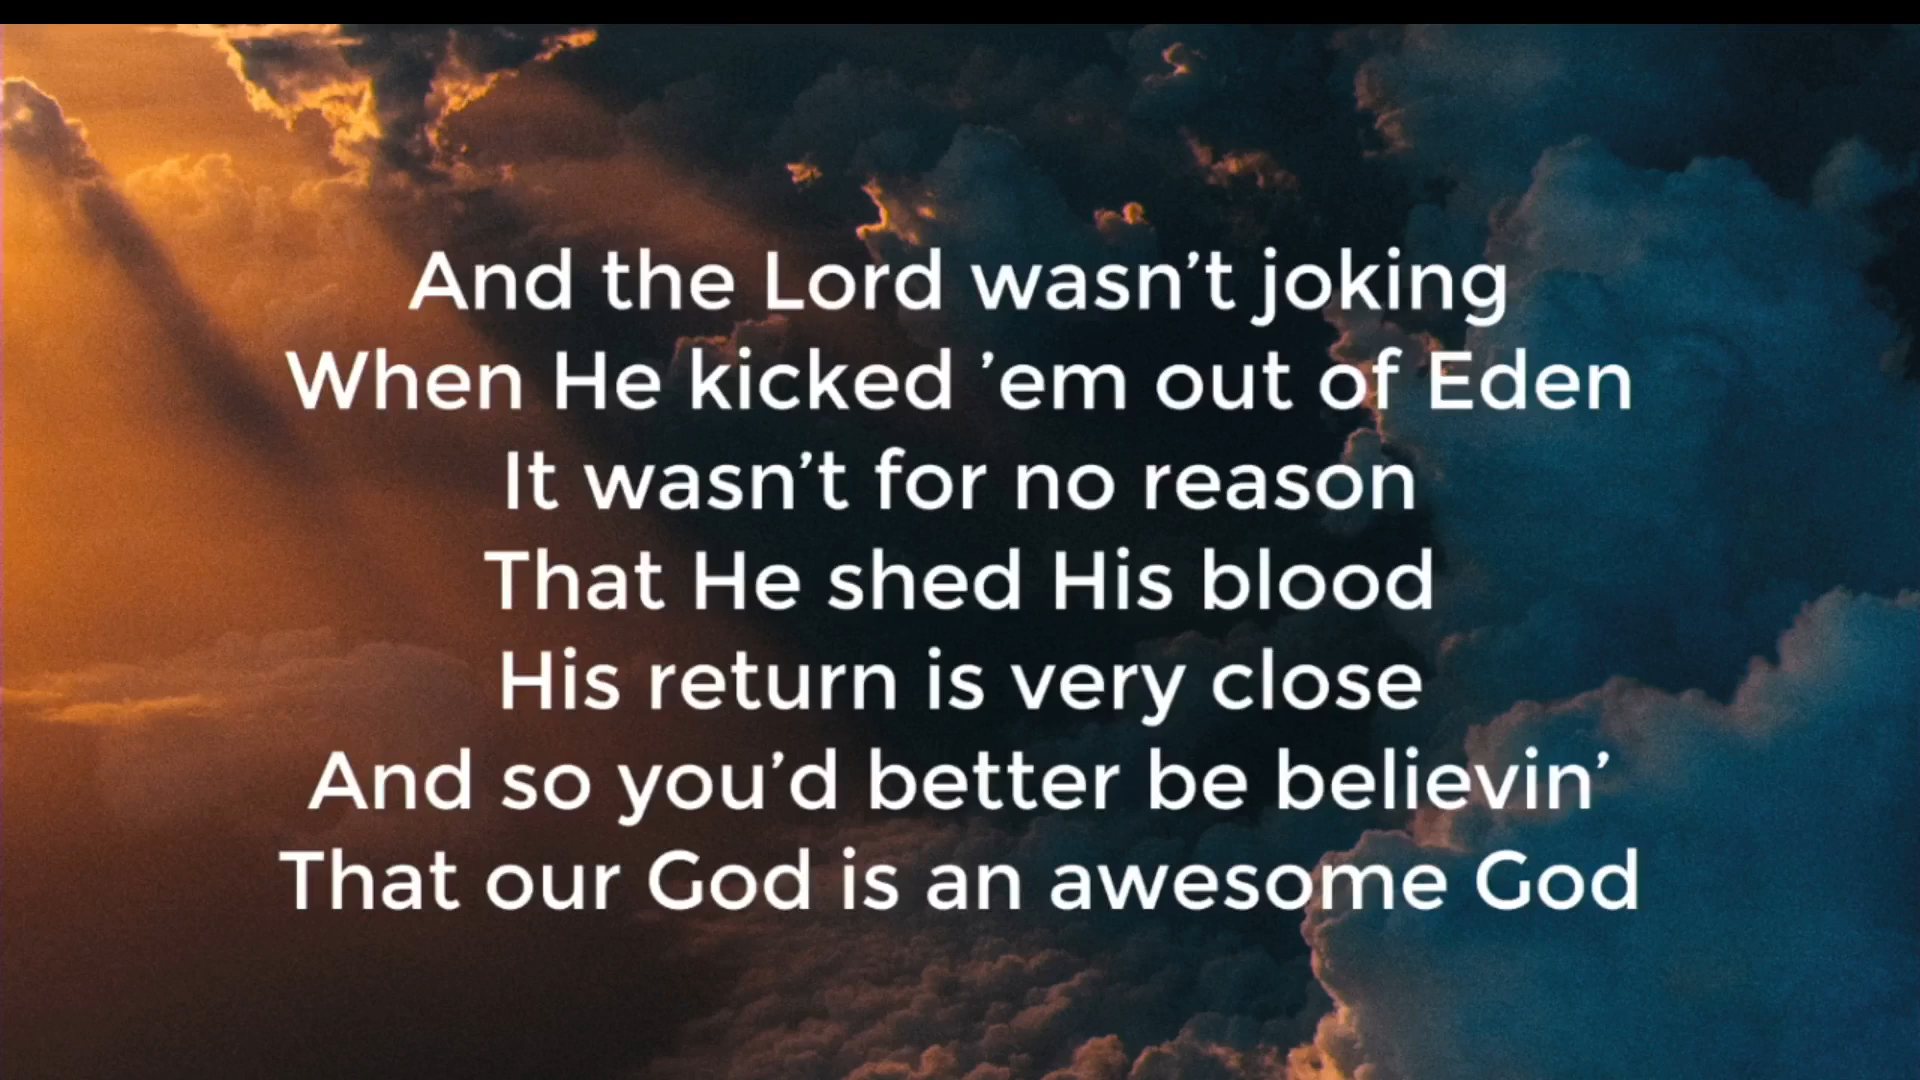 And the Lord wasn’t joking
When He kicked ’em out of Eden
It wasn’t for no reason
That He shed His blood
His return is very close
And so you’d better be believin’
That our God is an awesome God